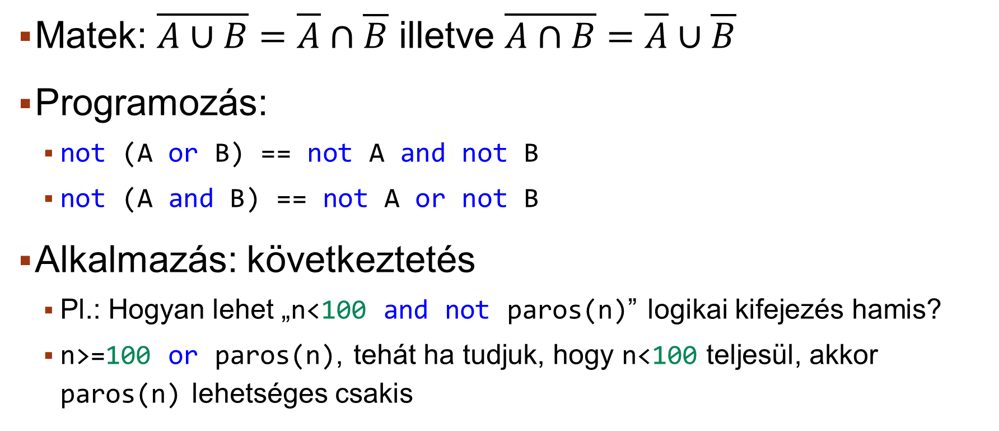 ▪Matek: $\overline{A \cup B} = \overline{A} \cap \overline{B}$ illetve $\overline{A \cap B} = \overline{A} \cup \overline{B}$
▪Programozás:
▪not (A or B) == not A and not B
▪not (A and B) == not A or not B
▪Alkalmazás: következtetés
▪Pl.: Hogyan lehet „n<100 and not paros(n)” logikai kifejezés hamis?
▪n>=100 or paros(n), tehát ha tudjuk, hogy n<100 teljesül, akkor
paros(n) lehetséges csakis